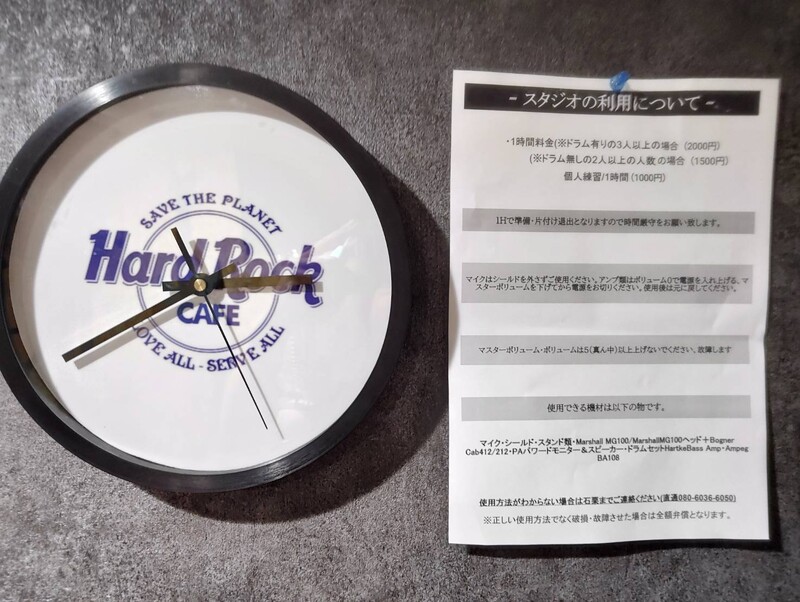 SAVE THE PLANET
Hard Rock
CAFE
LOVE ALL - SERVE ALL
- スタジオの利用について -
・1時間料金(※ドラム有りの3人以上の場合（2000円）
（※ドラム無しの2人以上の人数の場合（1500円）
個人練習/1時間（1000円）
1Hで準備・片付け退出となりますので時間厳守をお願い致します。
マイクはシールドを外さずご使用ください。アンプ類はボリューム0で電源を入れ上げる。マ
スターボリュームを下げてから電源をお切りください。使用後は元に戻してください。
マスターボリューム・ボリュームは5（真ん中）以上上げないでください。故障します
使用できる機材は以下の物です。
マイク・シールド・スタンド類・Marshall MG100/MarshallMG100ヘッド＋Bogner
Cab412/212・PAパワードモニター＆スピーカー・ドラムセットHartkeBass Amp・Ampeg
BA108
使用方法がわからない場合は石栗までご連絡ください(直通080-6036-6050)
※正しい使用方法でなく破損・故障させた場合は全額弁償となります。